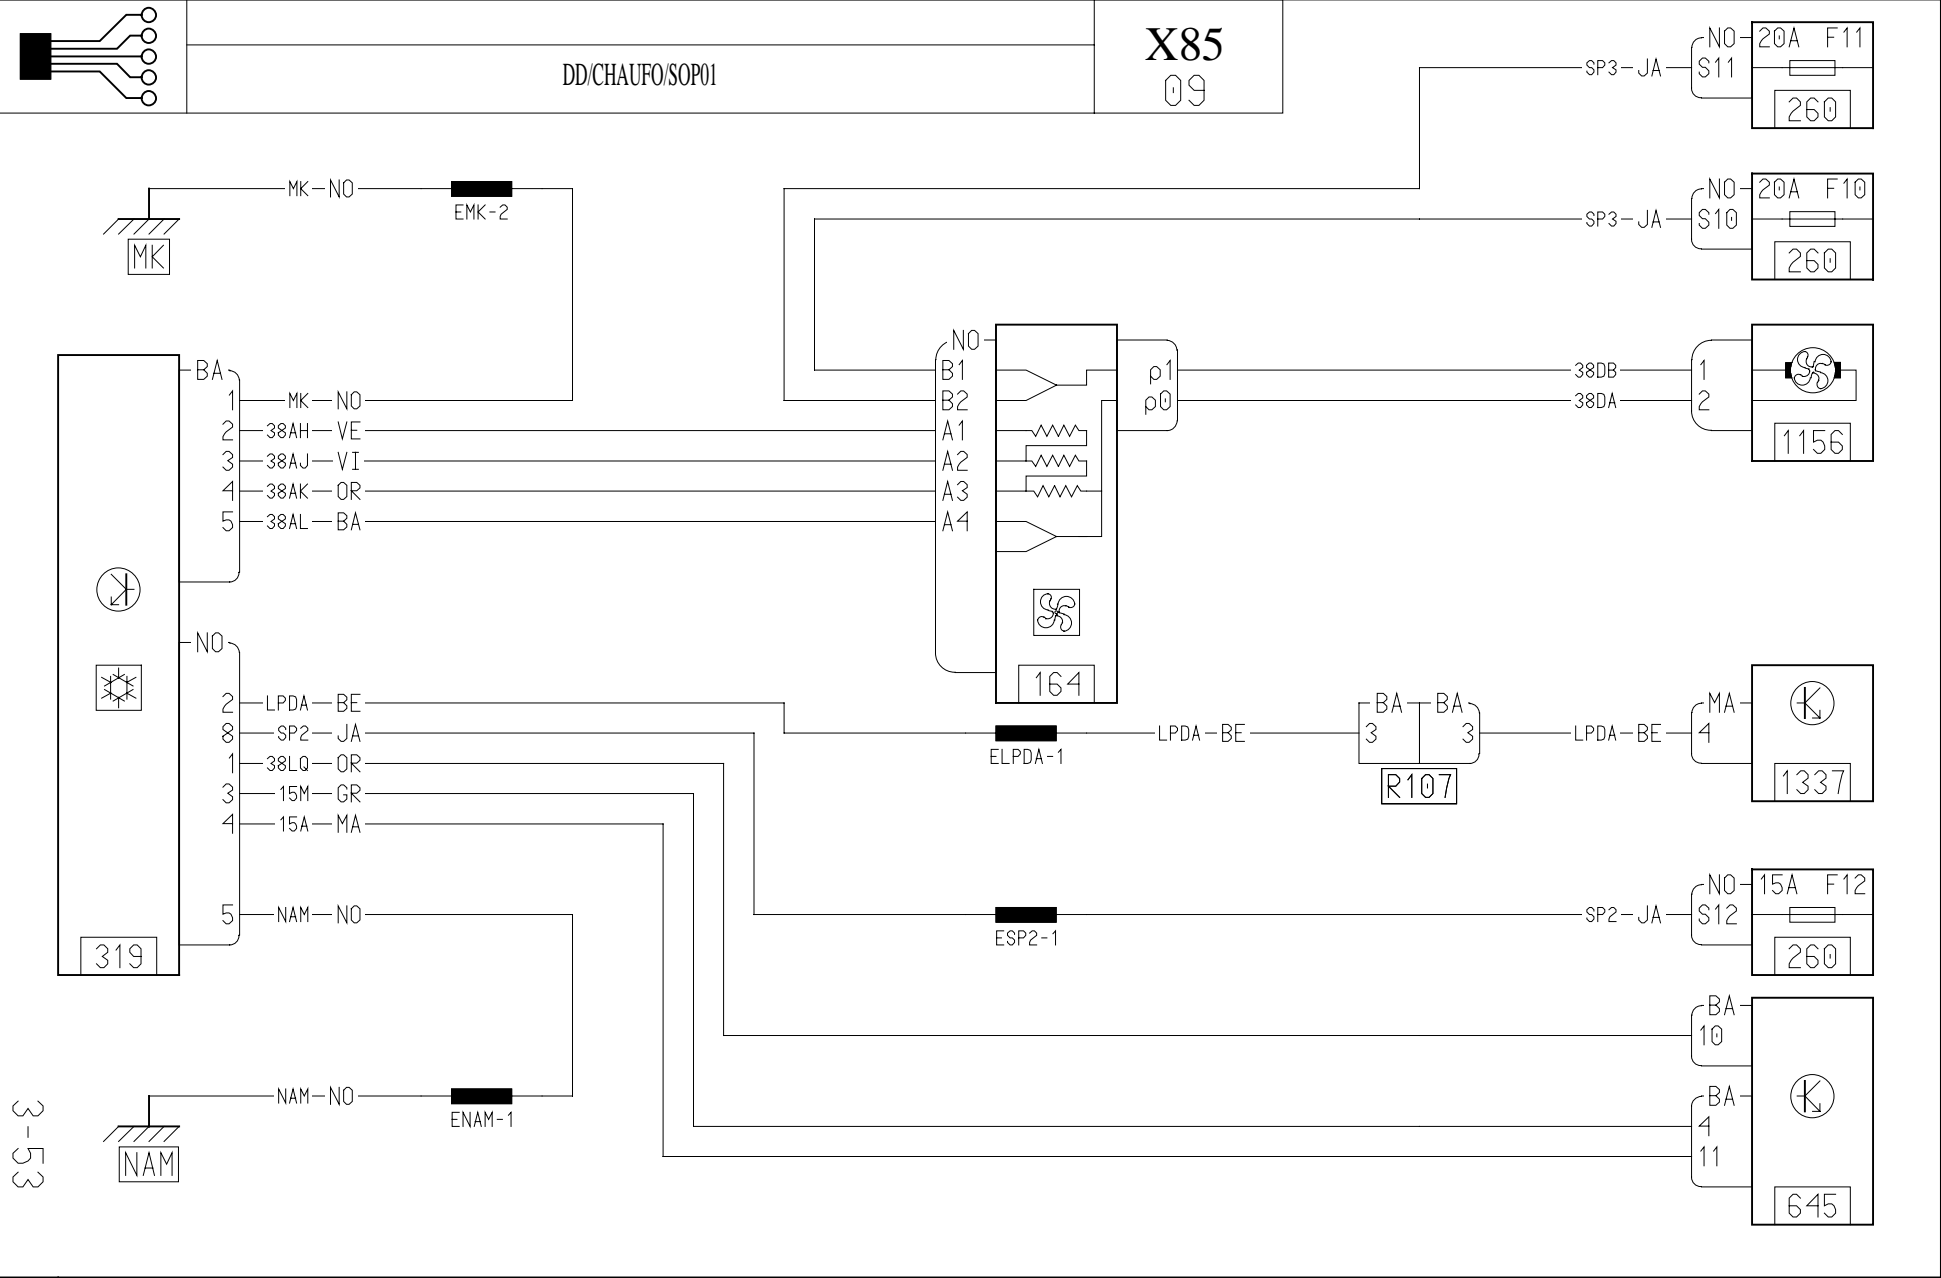 X85
DD/CHAUFO/SOP01
09
NO 20A F11
SP3-JA S11
260
MK-NO
EMK-2
MK
NO 20A F10
SP3-JA S10
260
BA
1 MK-NO
2 38AH-VE
3 38AJ-VI
4 38AK-OR
5 38AL-BA
NO
B1
B2
A1
A2
A3
A4
p1
p0
164
38DB 1
38DA 2
1156
NO
2 LPDA-BE
8 SP2-JA
1 38LQ-OR
3 15M-GR
4 15A-MA
5 NAM-NO
319
ELPDA-1
LPDA-BE
BA BA
3 3
R107
LPDA-BE
MA
4
1337
ESP2-1
NO 15A F12
SP2-JA S12
260
BA
10
BA
4
11
645
NAM-NO
ENAM-1
NAM
3-53